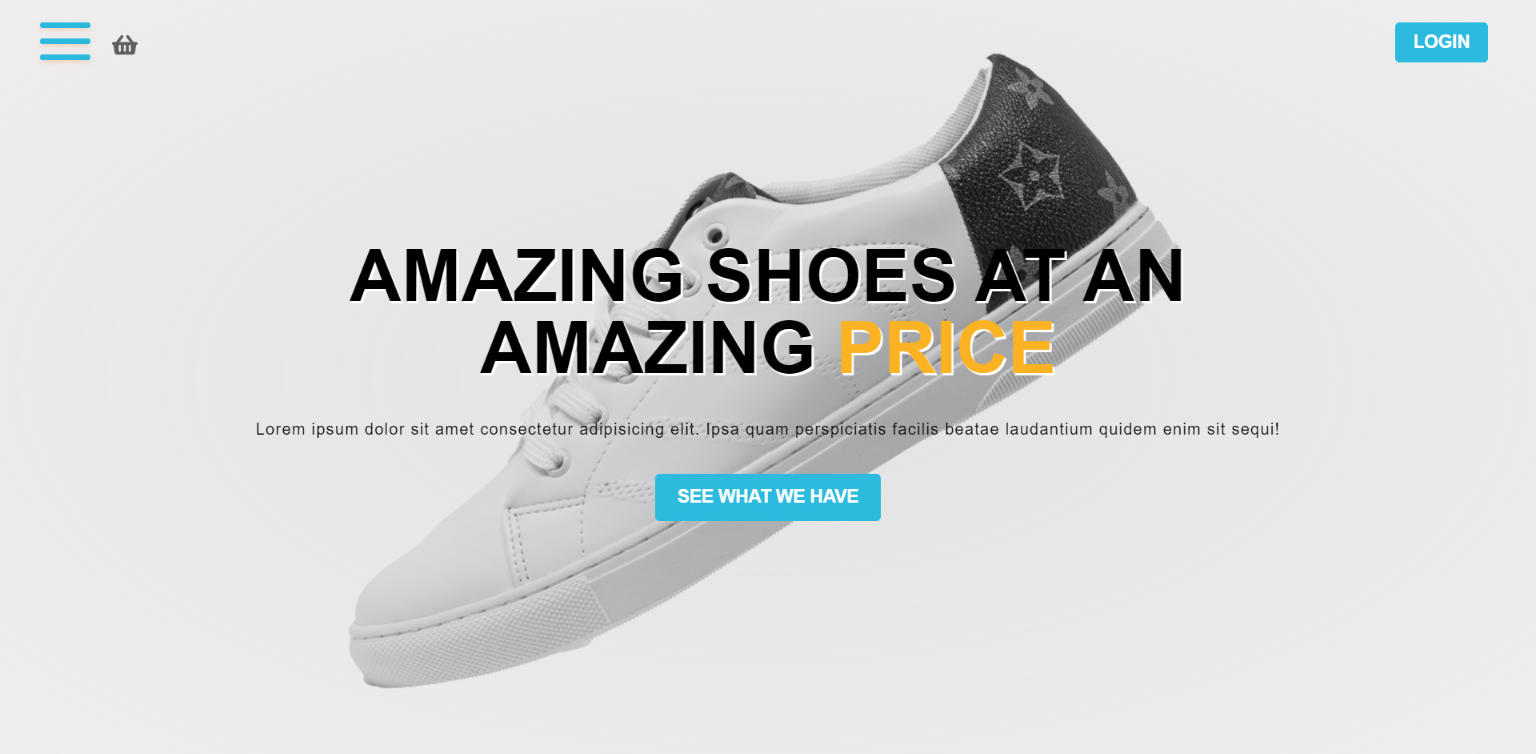 LOGIN
AMAZING SHOES AT AN
AMAZING PRICE
Lorem ipsum dolor sit amet consectetur adipisicing elit. Ipsa quam perspiciatis facilis beatae laudantium quidem enim sit sequi!
SEE WHAT WE HAVE